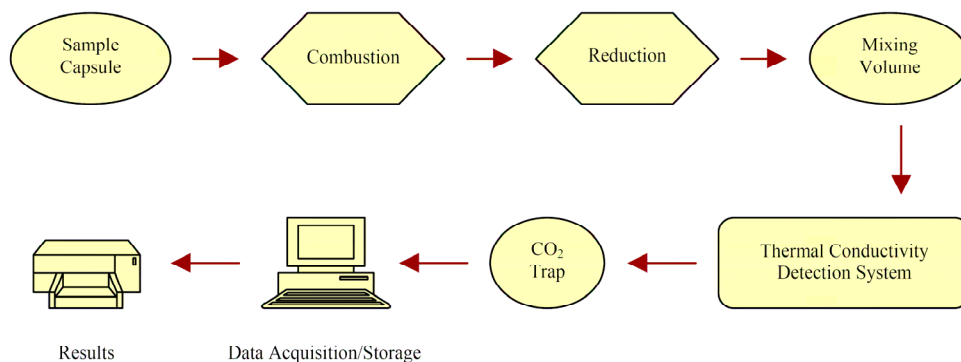 Sample
Capsule
Combustion
Reduction
Mixing
Volume
Thermal Conductivity
Detection System
CO₂
Trap
Data Acquisition/Storage
Results